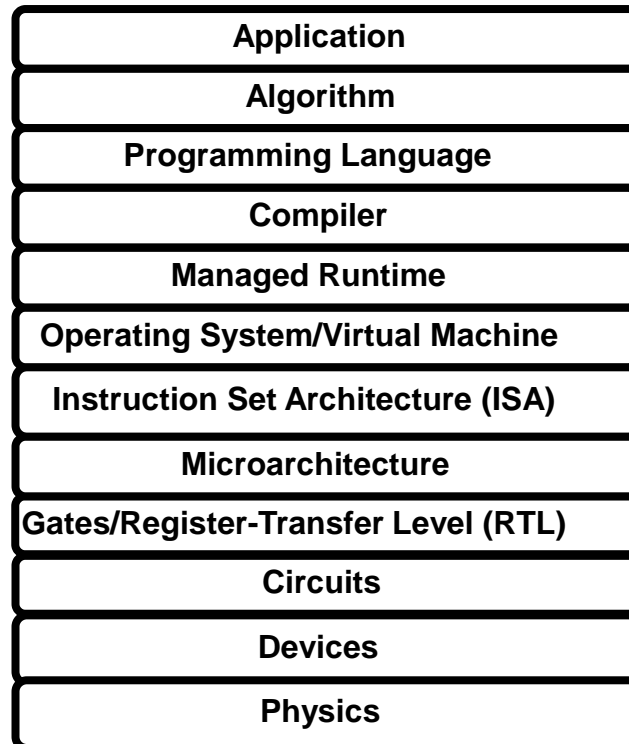 Application
Algorithm
Programming Language
Compiler
Managed Runtime
Operating System/Virtual Machine
Instruction Set Architecture (ISA)
Microarchitecture
Gates/Register-Transfer Level (RTL)
Circuits
Devices
Physics